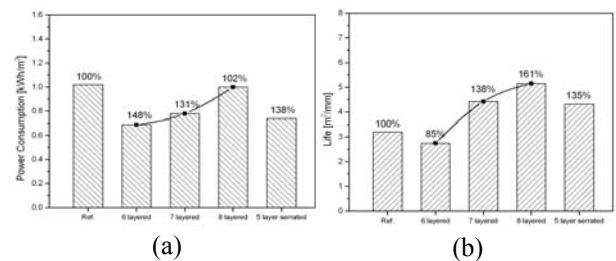 Power Consumption [kWh/m²]
1.6
1.4
1.2
1.0
0.8
0.6
0.4
0.2
0.0
100%
148%
131%
102%
138%
Ref.
6 layered
7 layered
8 layered
5 layer serrated
(a)
Life [m²/mm]
8
7
6
5
4
3
2
1
0
100%
85%
138%
161%
135%
Ref.
6 layered
7 layered
8 layered
5 layer serrated
(b)